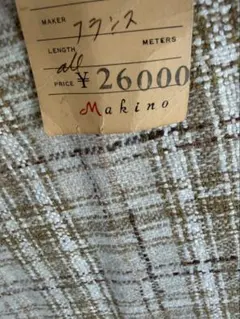 MAKER フランス
LENGTH all METERS
PRICE ¥26000
Makino